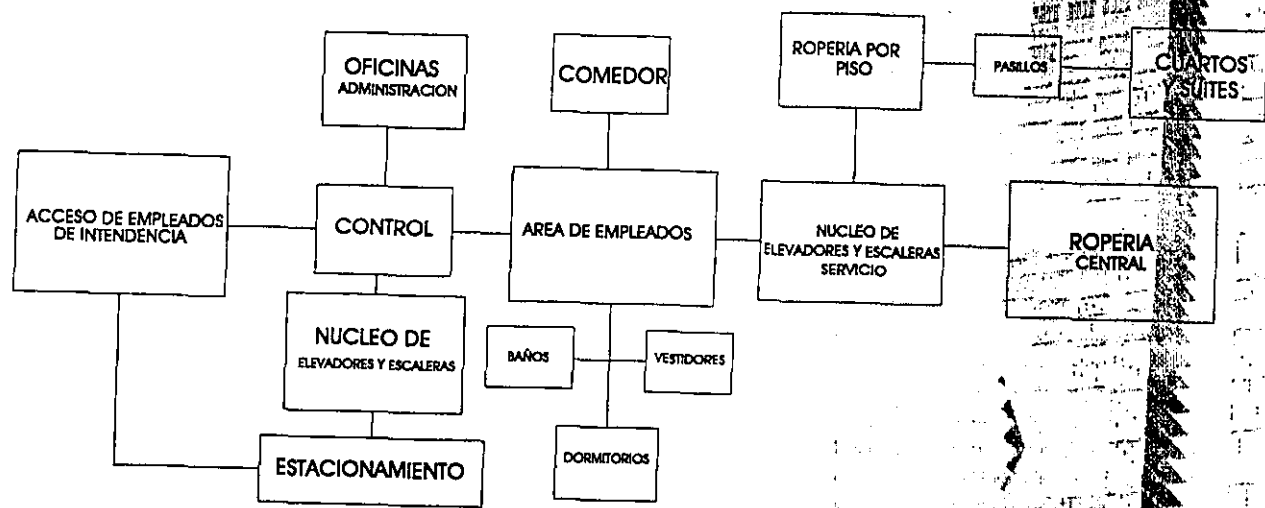 OFICINAS
ADMINISTRACION
COMEDOR
ROPERIA POR
PISO
PASILLOS
CUARTOS
Y SUITES
ACCESO DE EMPLEADOS
DE INTENDENCIA
CONTROL
AREA DE EMPLEADOS
NUCLEO DE
ELEVADORES Y ESCALERAS
SERVICIO
ROPERIA
CENTRAL
NUCLEO DE
ELEVADORES Y ESCALERAS
BAÑOS
VESTIDORES
ESTACIONAMIENTO
DORMITORIOS